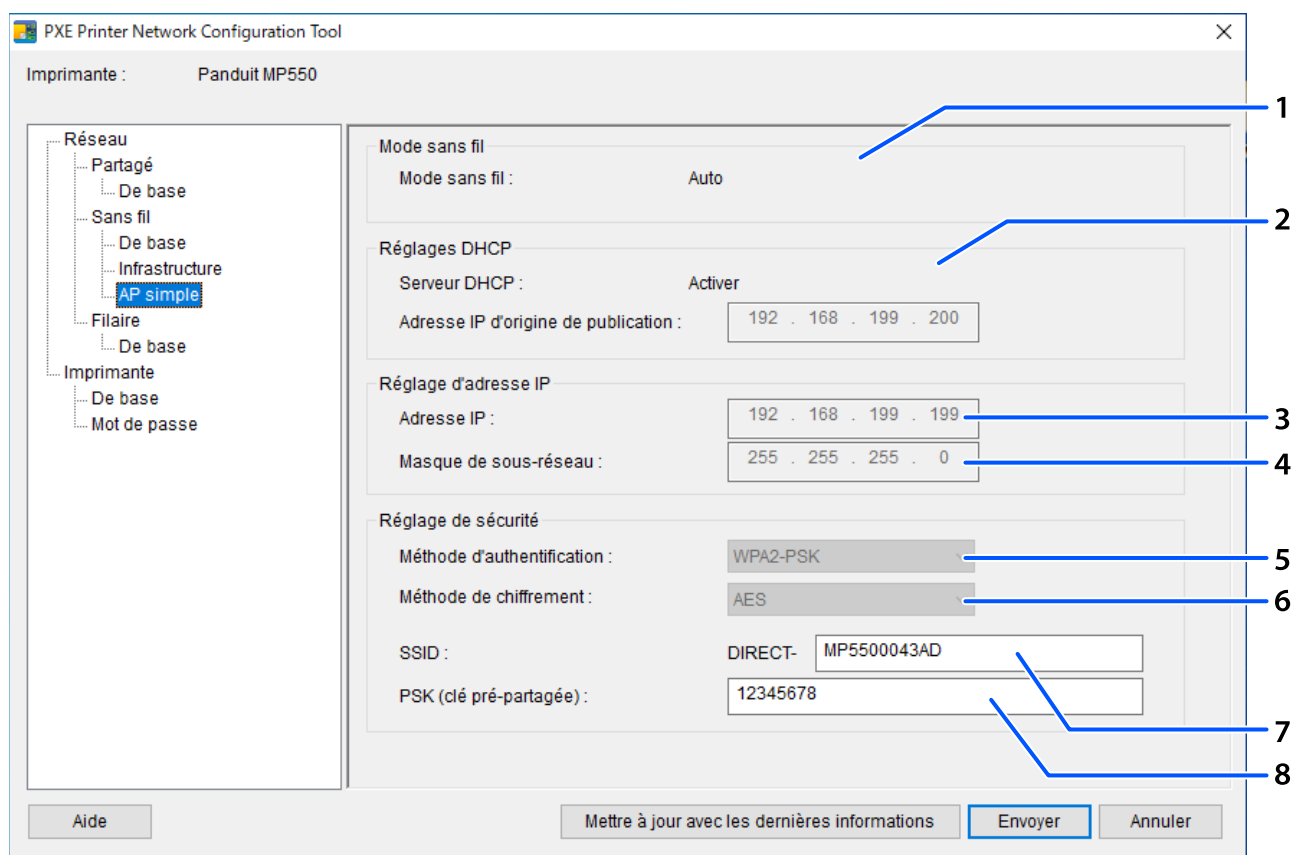 PXE Printer Network Configuration Tool
Imprimante : Panduit MP550
Réseau
Partagé
De base
Sans fil
De base
Infrastructure
AP simple
Filaire
De base
Imprimante
De base
Mot de passe
Mode sans fil
Mode sans fil : Auto
1
Réglages DHCP
Serveur DHCP : Activer
Adresse IP d'origine de publication : 192 . 168 . 199 . 200
2
Réglage d'adresse IP
Adresse IP : 192 . 168 . 199 . 199
3
Masque de sous-réseau : 255 . 255 . 255 . 0
4
Réglage de sécurité
Méthode d'authentification : WPA2-PSK
5
Méthode de chiffrement : AES
6
SSID : DIRECT- MP5500043AD
7
PSK (clé pré-partagée) : 12345678
8
Aide
Mettre à jour avec les dernières informations
Envoyer
Annuler